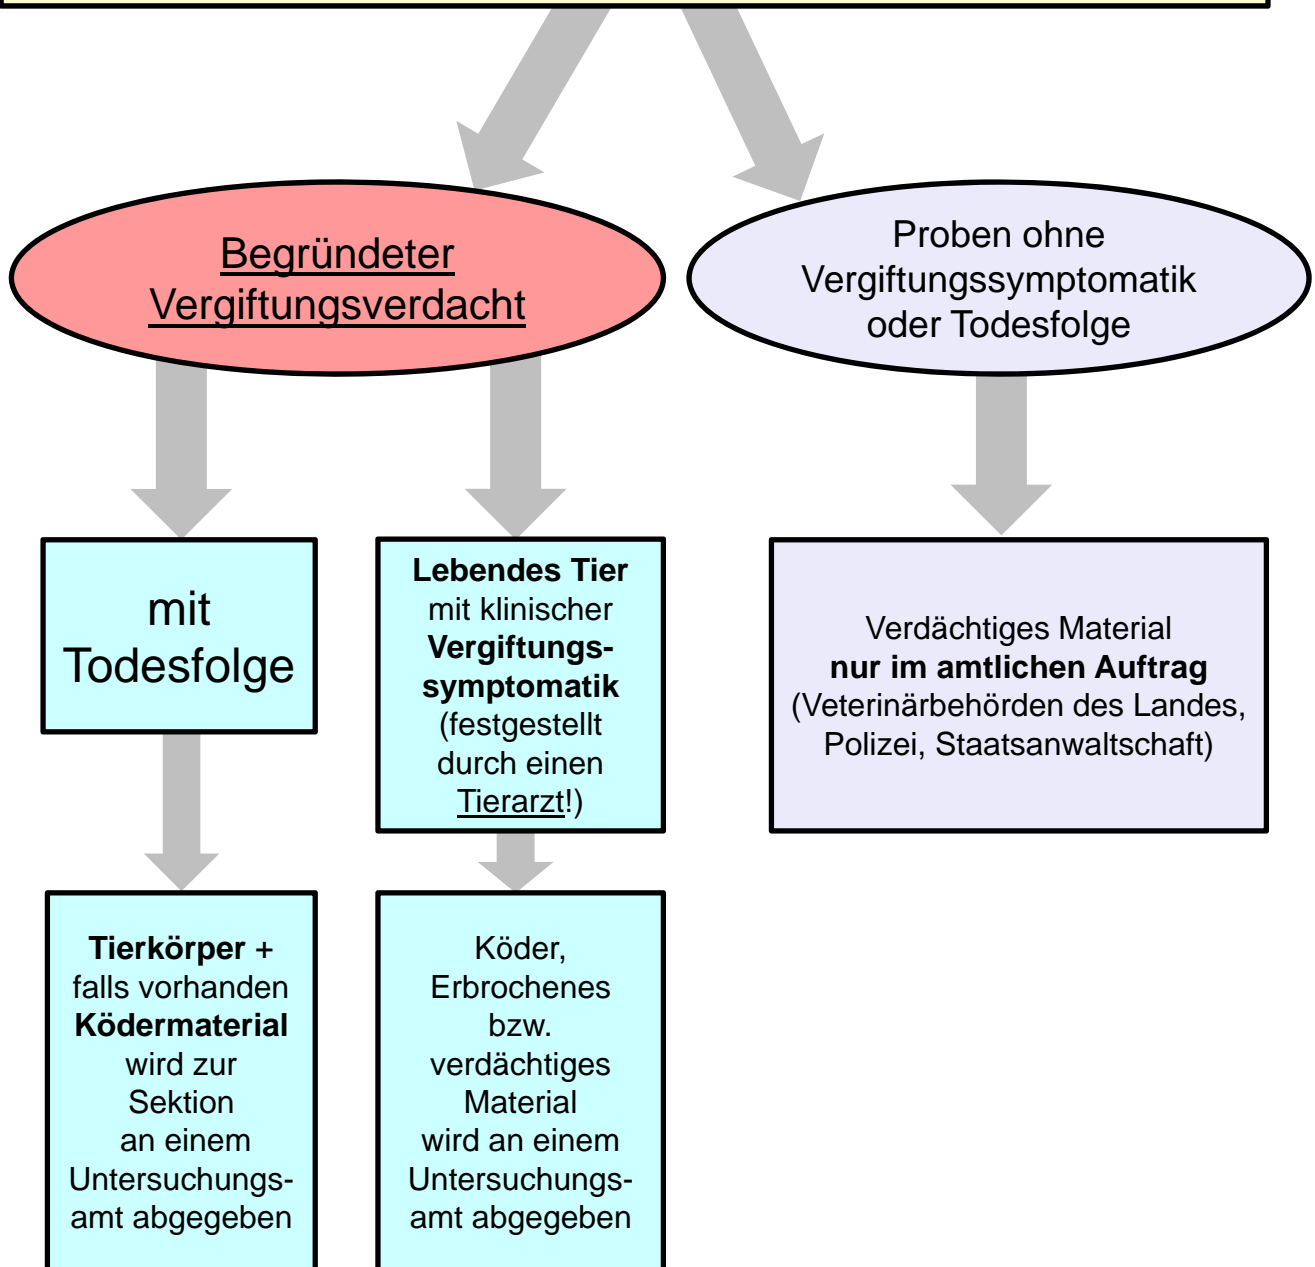 Begründeter
Vergiftungsverdacht
Proben ohne
Vergiftungssymptomatik
oder Todesfolge
mit
Todesfolge
Lebendes Tier
mit klinischer
Vergiftungs-
symptomatik
(festgestellt
durch einen
Tierarzt!)
Verdächtiges Material
nur im amtlichen Auftrag
(Veterinärbehörden des Landes,
Polizei, Staatsanwaltschaft)
Tierkörper +
falls vorhanden
Ködermaterial
wird zur
Sektion
an einem
Untersuchungs-
amt abgegeben
Köder,
Erbrochenes
bzw.
verdächtiges
Material
wird an einem
Untersuchungs-
amt abgegeben